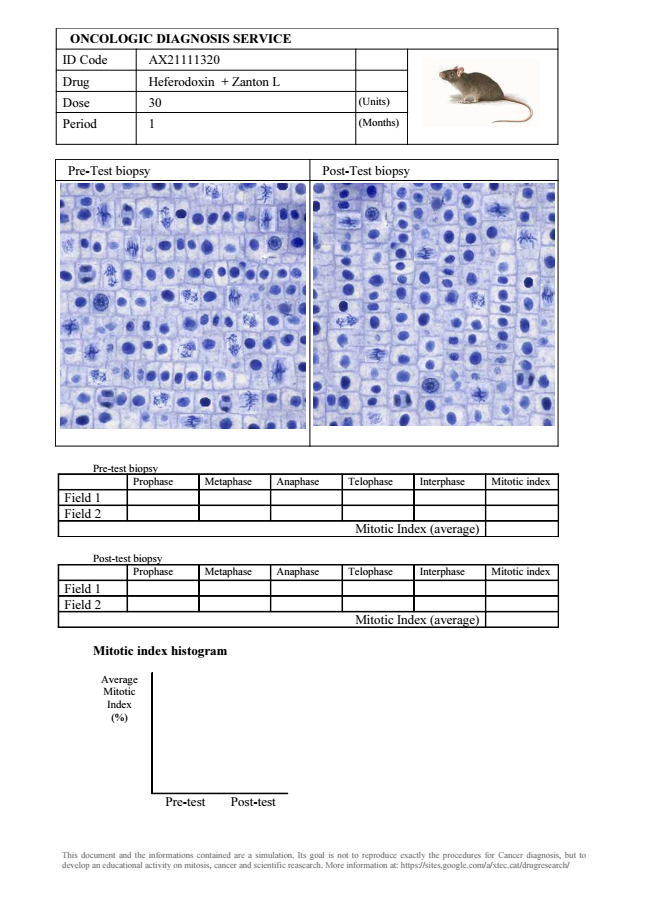 ONCOLOGIC DIAGNOSIS SERVICE
ID Code AX21111320
Drug Heferodoxin + Zanton L
Dose 30 (Units)
Period 1 (Months)
Pre-Test biopsy Post-Test biopsy
Pre-test biopsy
Prophase Metaphase Anaphase Telophase Interphase Mitotic index
Field 1
Field 2
Mitotic Index (average)
Post-test biopsy
Prophase Metaphase Anaphase Telophase Interphase Mitotic index
Field 1
Field 2
Mitotic Index (average)
Mitotic index histogram
Average
Mitotic
Index
(%)
Pre-test Post-test
This document and the informations contained are a simulation. Its goal is not to reproduce exactly the procedures for Cancer diagnosis, but to
develop an educational activity on mitosis, cancer and scientific reasearch. More information at: https://sites.google.com/a/xtec.cat/drugresearch/